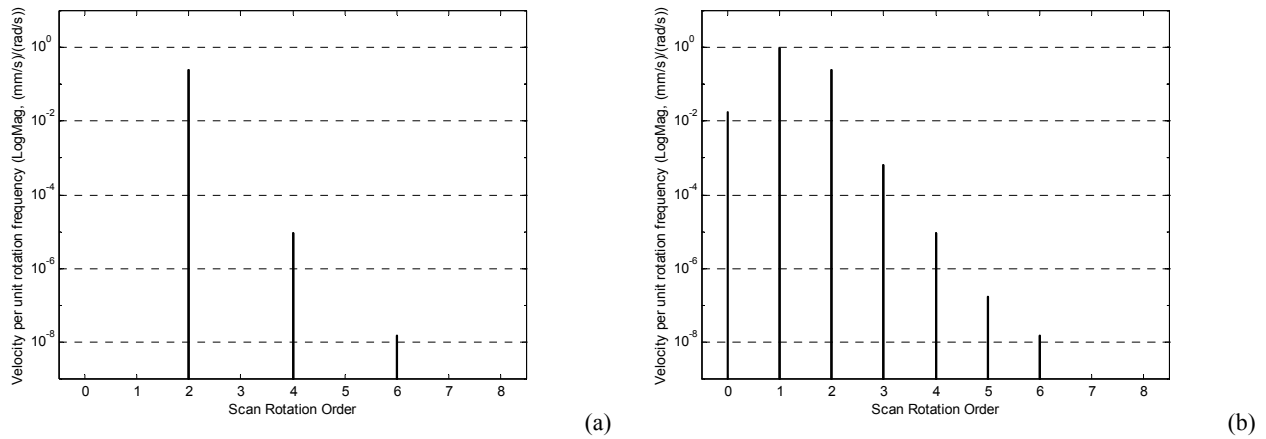 Velocity per unit rotation frequency (LogMag, (mm/s)/(rad/s))
10^0
10^-2
10^-4
10^-6
10^-8
0 1 2 3 4 5 6 7 8
Scan Rotation Order
(a)
Velocity per unit rotation frequency (LogMag, (mm/s)/(rad/s))
10^0
10^-2
10^-4
10^-6
10^-8
0 1 2 3 4 5 6 7 8
Scan Rotation Order
(b)